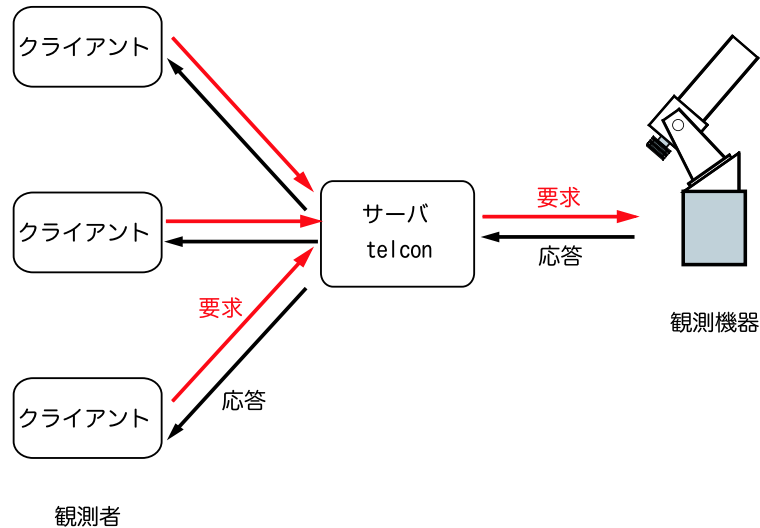 クライアント
クライアント
クライアント
観測者
要求
応答
サーバ
telcon
要求
応答
観測機器